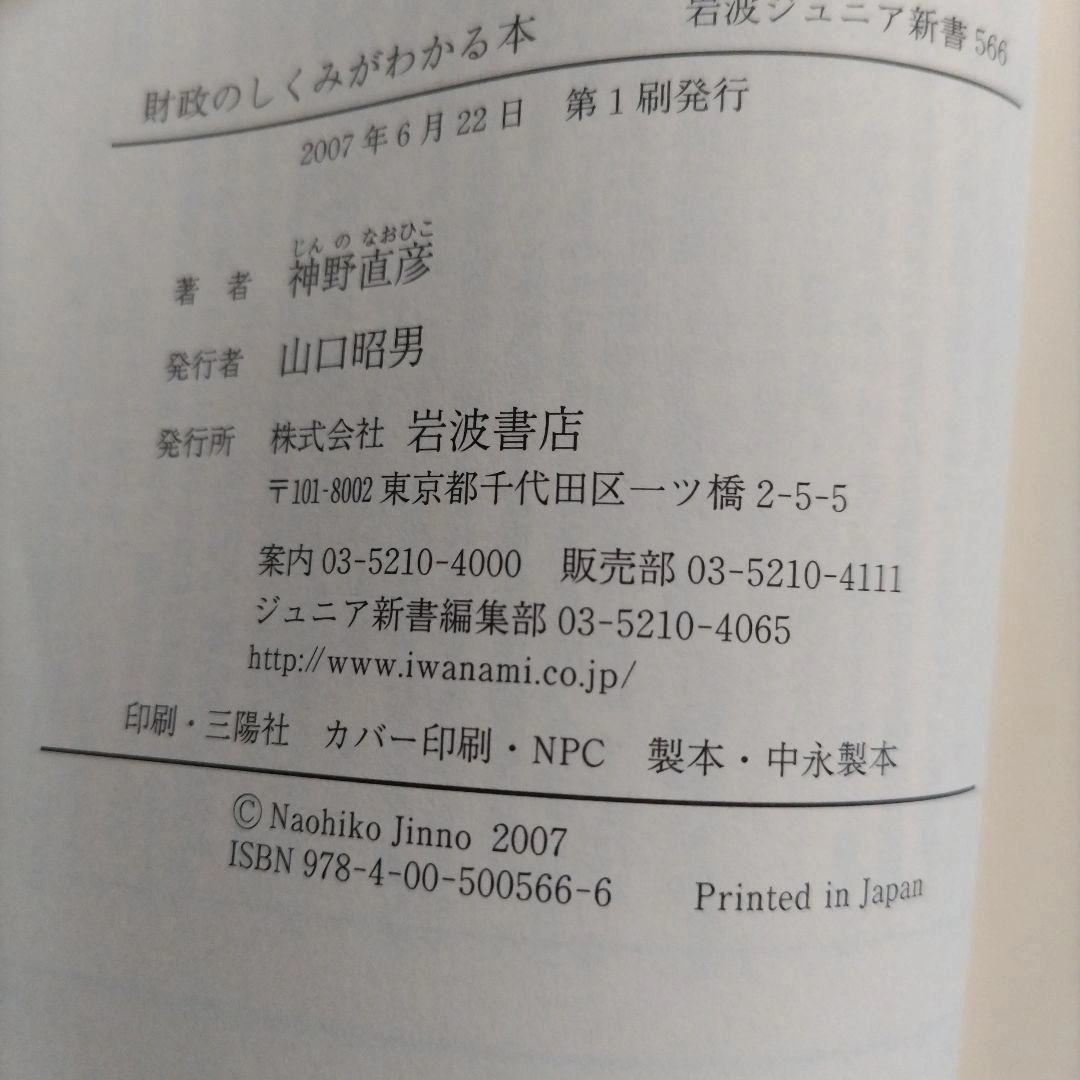 財政のしくみがわかる本　岩波ジュニア新書 566
2007 年 6 月 22 日　第 1 刷発行
じん の なおひこ
著　者　神野直彦
発行者　山口昭男
発行所　株式会社 岩波書店
〒101-8002 東京都千代田区一ツ橋 2-5-5
案内 03-5210-4000　販売部 03-5210-4111
ジュニア新書編集部 03-5210-4065
http://www.iwanami.co.jp/
印刷・三陽社　カバー印刷・NPC　製本・中永製本
© Naohiko Jinno 2007
ISBN 978-4-00-500566-6　Printed in Japan